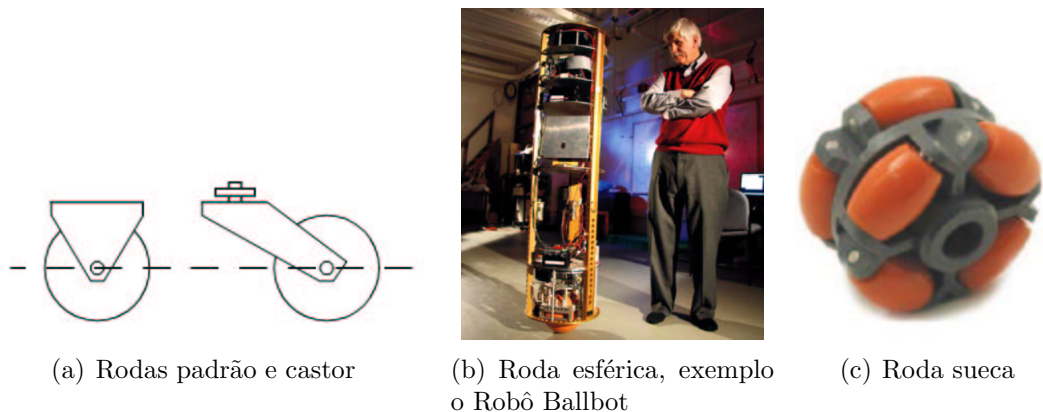 (a) Rodas padrão e castor
(b) Roda esférica, exemplo
o Robô Ballbot
(c) Roda sueca